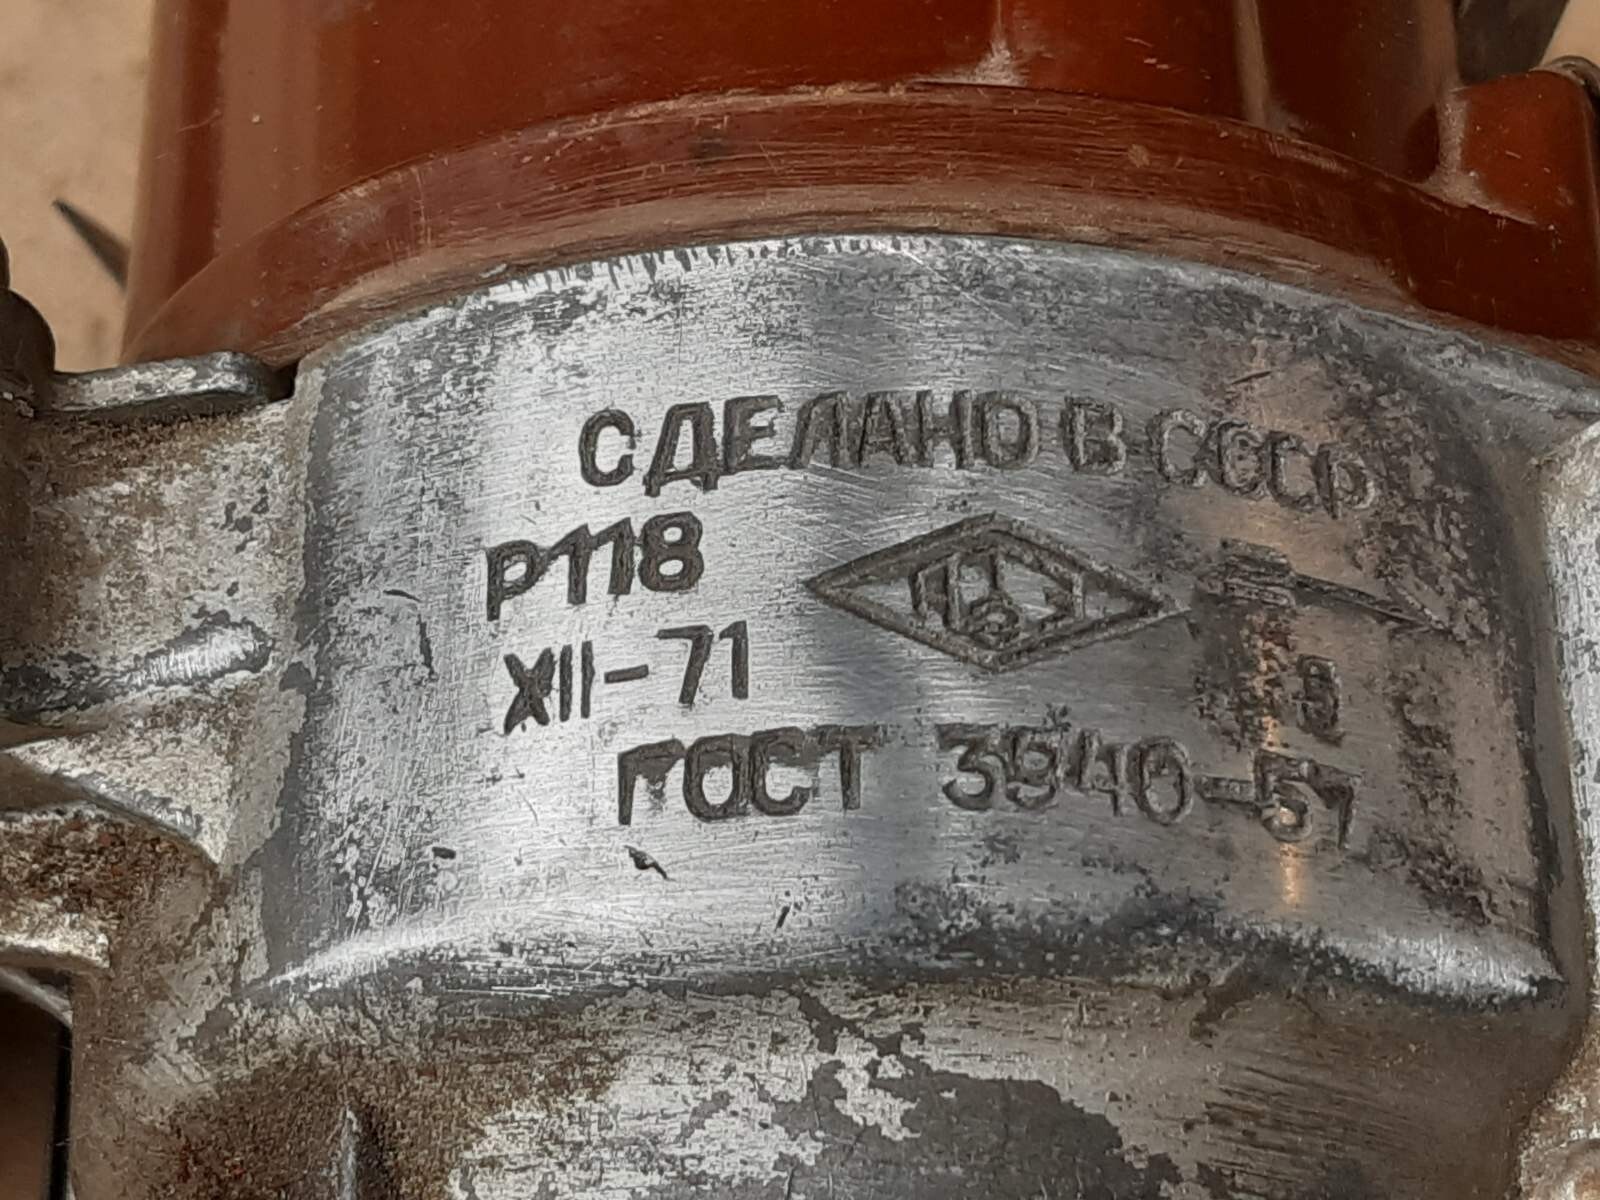 СДЕЛАНО В СССР
Р118
XII-71
ГОСТ 3940-57